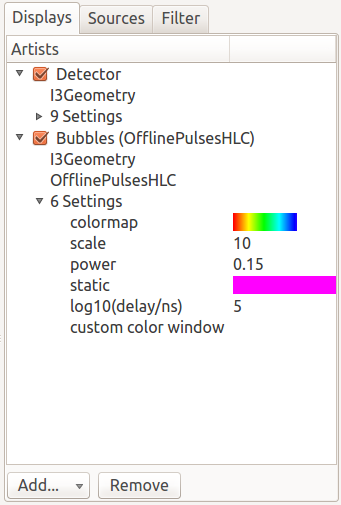 Displays Sources Filter
Artists
Detector
I3Geometry
9 Settings
Bubbles (OfflinePulsesHLC)
I3Geometry
OfflinePulsesHLC
6 Settings
colormap
scale 10
power 0.15
static
log10(delay/ns) 5
custom color window
Add... Remove